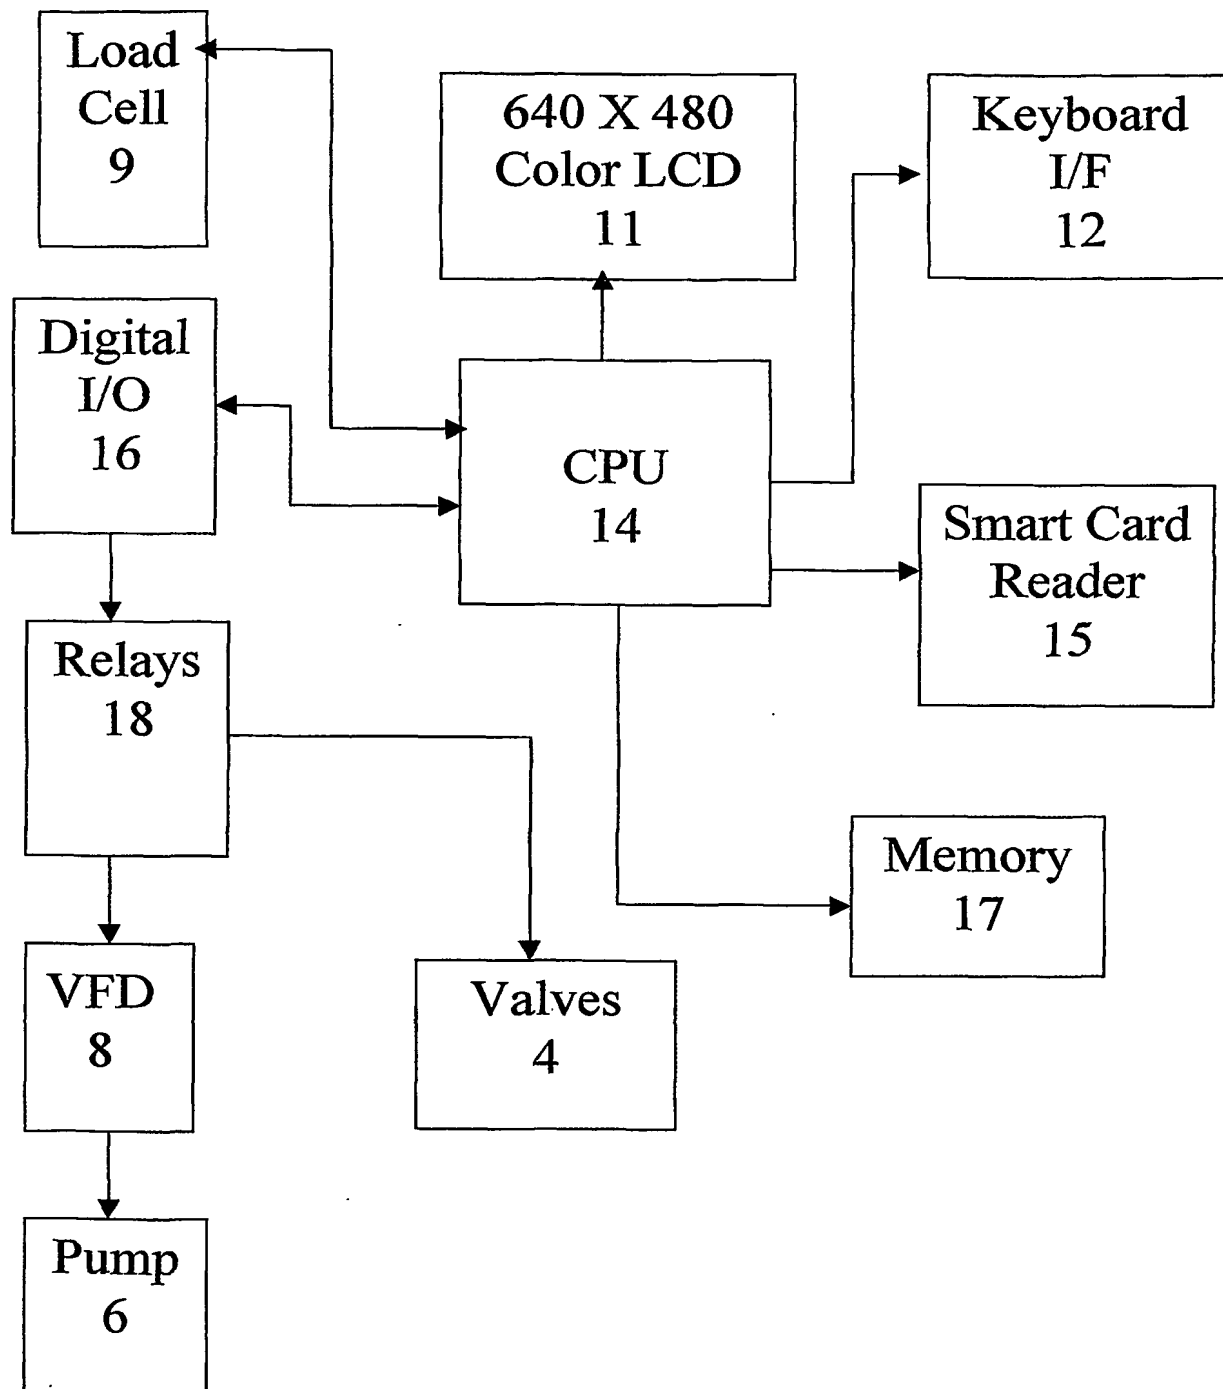 Load
Cell
9
640 X 480
Color LCD
11
Keyboard
I/F
12
Digital
I/O
16
CPU
14
Smart Card
Reader
15
Relays
18
Memory
17
VFD
8
Valves
4
Pump
6